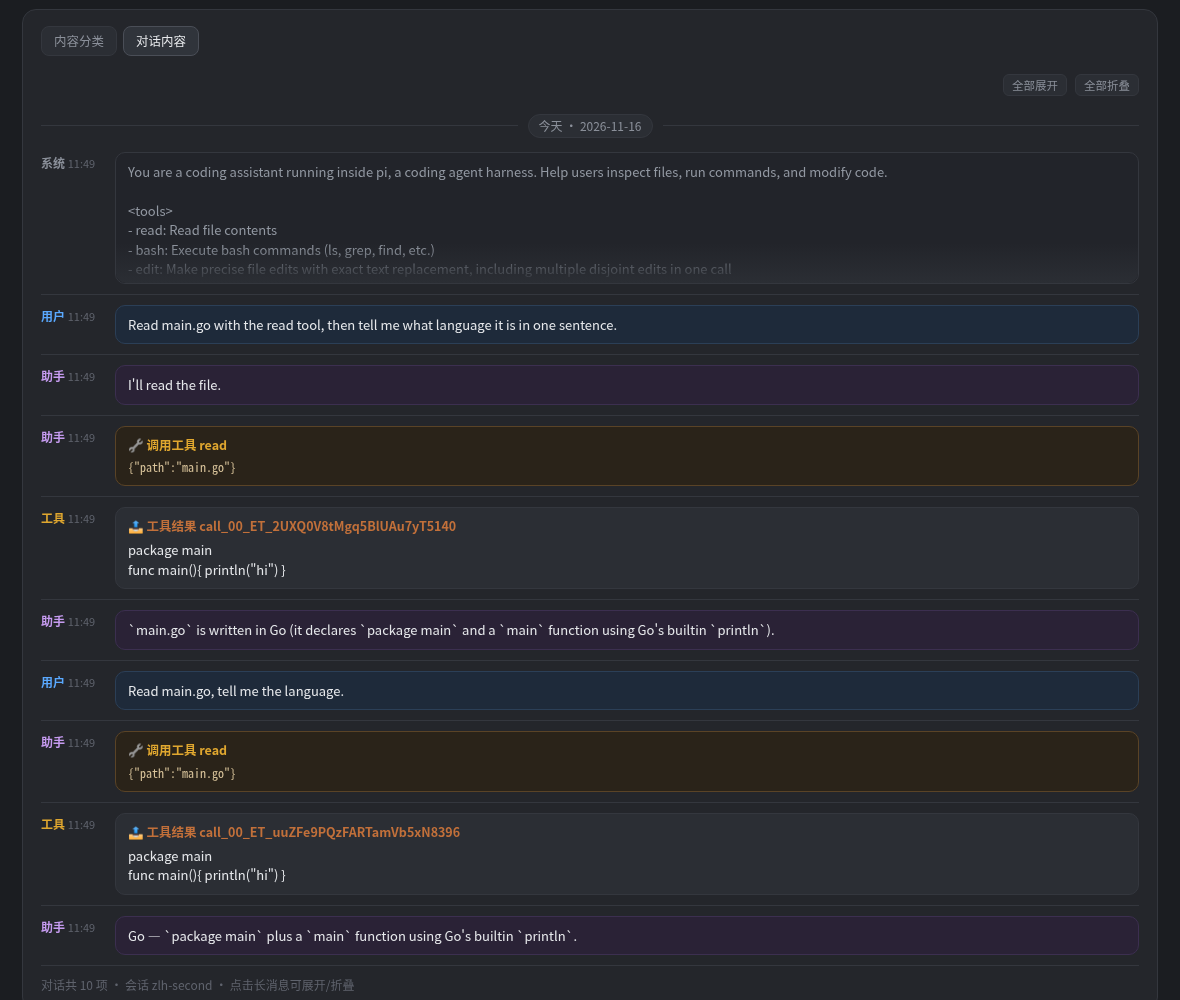 内容分类 对话内容
全部展开 全部折叠
今天 • 2026-11-16
系统 11:49
You are a coding assistant running inside pi, a coding agent harness. Help users inspect files, run commands, and modify code.
<tools>
- read: Read file contents
- bash: Execute bash commands (ls, grep, find, etc.)
- edit: Make precise file edits with exact text replacement, including multiple disjoint edits in one call
用户 11:49
Read main.go with the read tool, then tell me what language it is in one sentence.
助手 11:49
I'll read the file.
助手 11:49
🔧 调用工具 read
{"path":"main.go"}
工具 11:49
📤 工具结果 call_00_ET_2UXQ0V8tMgq5BlUAu7yT5140
package main
func main(){ println("hi") }
助手 11:49
`main.go` is written in Go (it declares `package main` and a `main` function using Go's builtin `println`).
用户 11:49
Read main.go, tell me the language.
助手 11:49
🔧 调用工具 read
{"path":"main.go"}
工具 11:49
📤 工具结果 call_00_ET_uuZFe9PQzFARTamVb5xN8396
package main
func main(){ println("hi") }
助手 11:49
Go — `package main` plus a `main` function using Go's builtin `println`.
对话共 10 项 • 会话 zlh-second • 点击长消息可展开/折叠